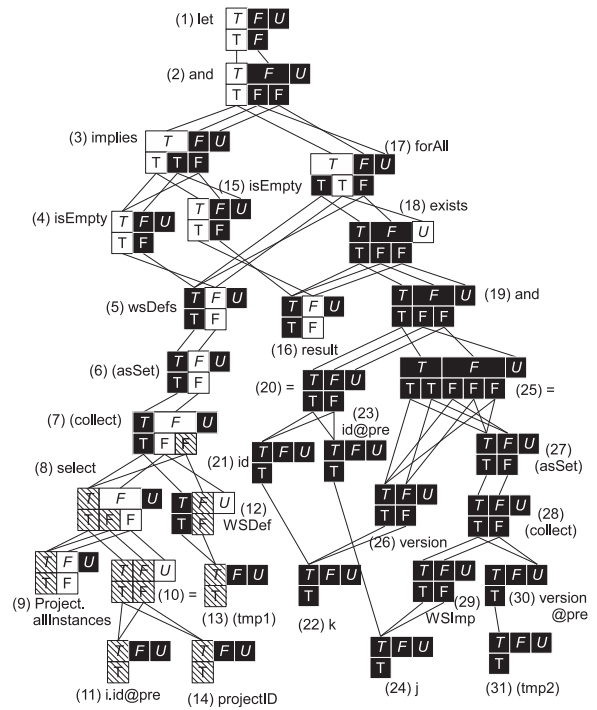 (1) let
T F U
T F
(2) and
T F U
T F F
(3) implies
T F U
T T F
(17) forAll
T F U
T T F
(15) isEmpty
T F U
T F
(4) isEmpty
T F U
T F
(18) exists
T F U
T F F
(5) wsDefs
T F U
T F
(16) result
T F U
T F
(19) and
T F U
T F F
(6) (asSet)
T F U
T F
(20) =
T F U
T F
(25) =
T F U
T T F F F
(7) (collect)
T F U
T F F
(21) id
T F U
T
(23)
id@pre
T F U
T
(27)
(asSet)
T F U
T F
(8) select
T F U
T F F
(12)
WSDef
T F U
T F
(26) version
T F U
T F
(28)
(collect)
T F U
T F
(9) Project.
allInstances
T F U
T F
(10) =
T F U
T F
(13) (tmp1)
T F U
T
(22) k
T F U
T
(29)
WSImp
T F U
T F
(30) version
@pre
T F U
T
(11) i.id@pre
T F U
T
(14) projectID
T F U
T
(24) j
T F U
T
(31) (tmp2)
T F U
T